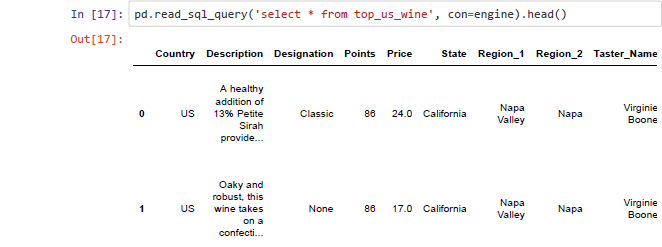 In [17]: pd.read_sql_query('select * from top_us_wine', con=engine).head()
Out[17]:
Country Description Designation Points Price State Region_1 Region_2 Taster_Name
A healthy
addition of
0 US 13% Petite Classic 86 24.0 California Napa Valley Napa Virginie Boone
Sirah
provide...
Oaky and
robust, this
1 US wine takes None 86 17.0 California Napa Valley Napa Virginie Boone
on a
confecti...